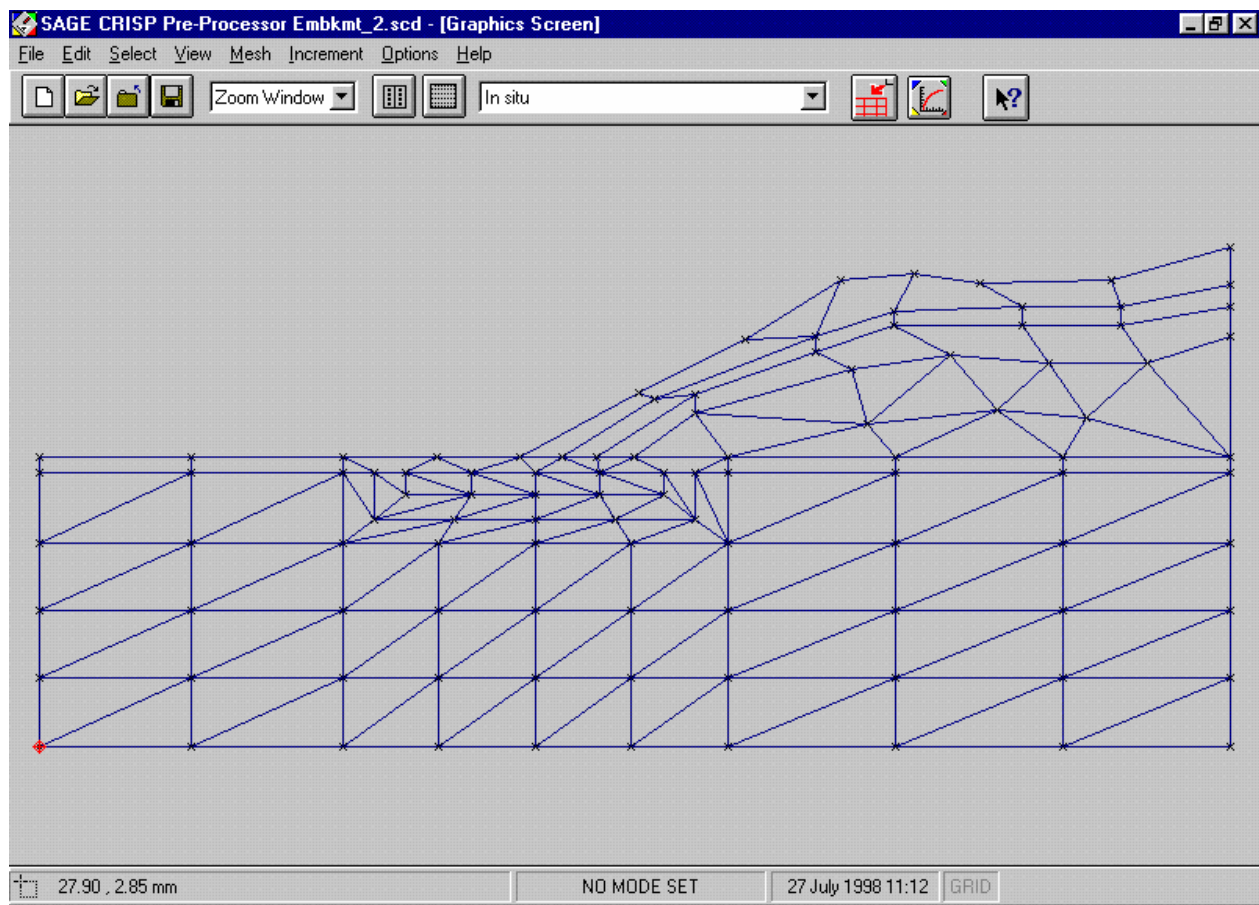 SAGE CRISP Pre-Processor Embkmt_2.scd - [Graphics Screen]
File Edit Select View Mesh Increment Options Help
Zoom Window In situ
27.90 , 2.85 mm NO MODE SET 27 July 1998 11:12 GRID